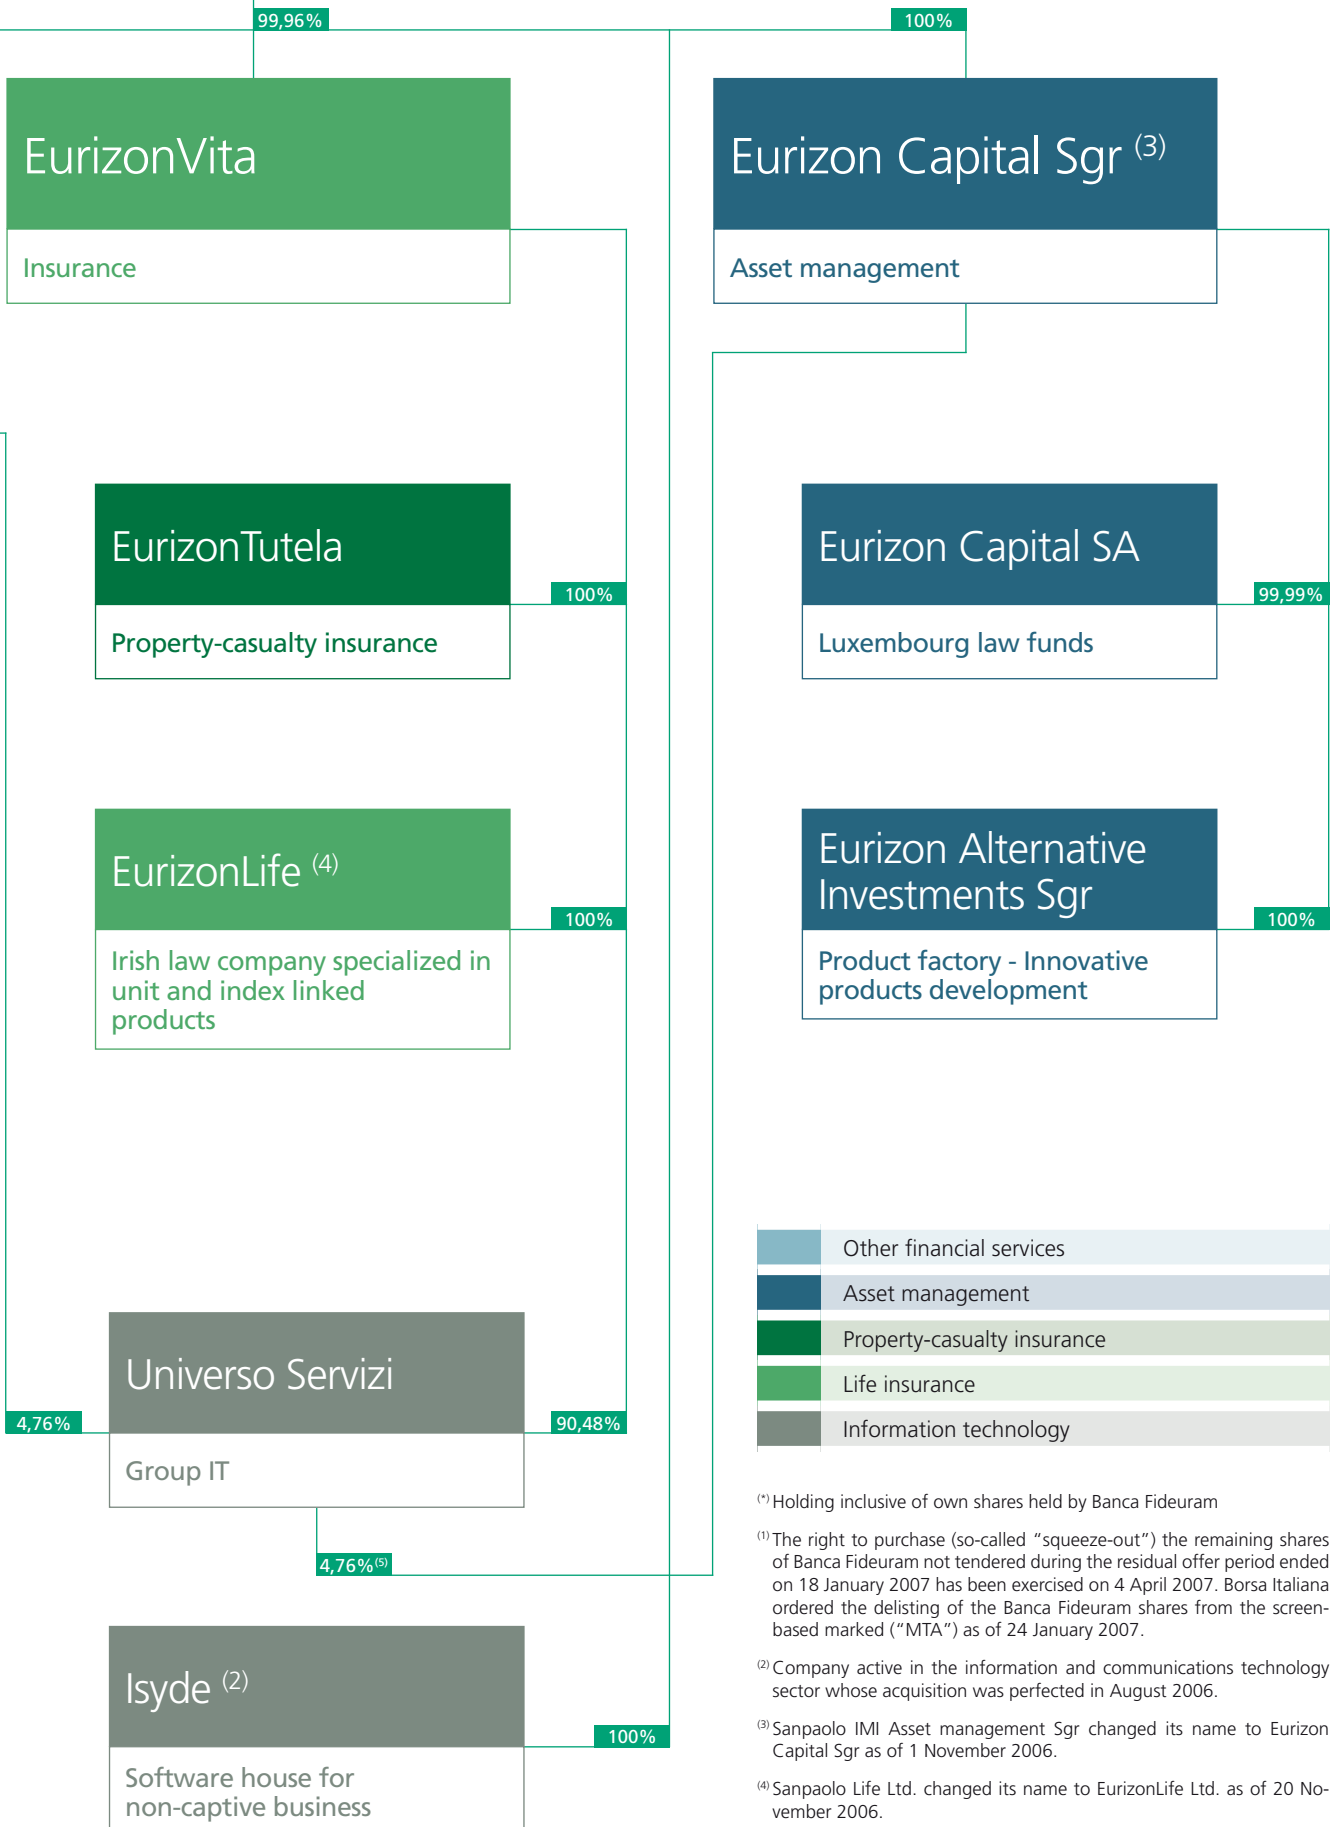 99,96%
100%
EurizonVita
Insurance
Eurizon Capital Sgr (3)
Asset management
EurizonTutela
100%
Property-casualty insurance
Eurizon Capital SA
99,99%
Luxembourg law funds
EurizonLife (4)
100%
Irish law company specialized in
unit and index linked
products
Eurizon Alternative
Investments Sgr
100%
Product factory - Innovative
products development
Universo Servizi
4,76%
90,48%
Group IT
4,76%(5)
Isyde (2)
100%
Software house for
non-captive business
Other financial services
Asset management
Property-casualty insurance
Life insurance
Information technology
(*) Holding inclusive of own shares held by Banca Fideuram
(1) The right to purchase (so-called “squeeze-out”) the remaining shares
of Banca Fideuram not tendered during the residual offer period ended
on 18 January 2007 has been exercised on 4 April 2007. Borsa Italiana
ordered the delisting of the Banca Fideuram shares from the screen-
based marked (“MTA”) as of 24 January 2007.
(2) Company active in the information and communications technology
sector whose acquisition was perfected in August 2006.
(3) Sanpaolo IMI Asset management Sgr changed its name to Eurizon
Capital Sgr as of 1 November 2006.
(4) Sanpaolo Life Ltd. changed its name to EurizonLife Ltd. as of 20 No-
vember 2006.